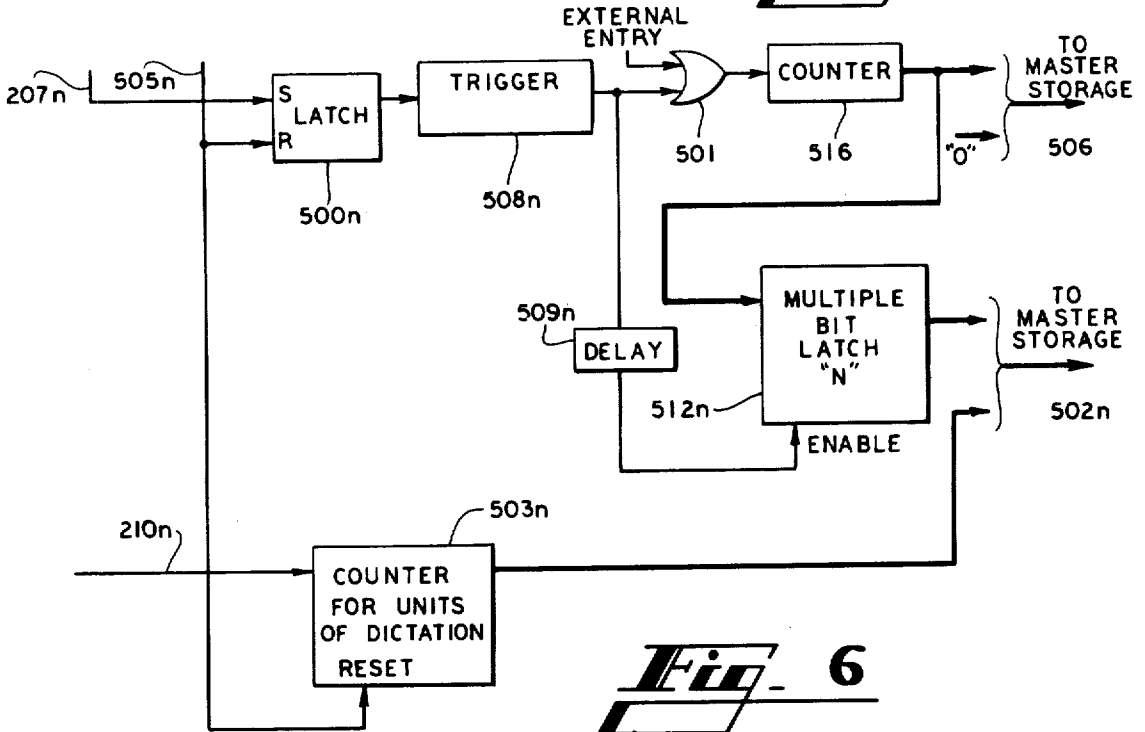 EXTERNAL
ENTRY
207n
505n
S
LATCH
R
500n
TRIGGER
508n
501
COUNTER
516
"O"
TO
MASTER
STORAGE
506
509n
DELAY
MULTIPLE
BIT
LATCH
"N"
512n
ENABLE
TO
MASTER
STORAGE
502n
210n
503n
COUNTER
FOR UNITS
OF DICTATION
RESET
Fig. 6